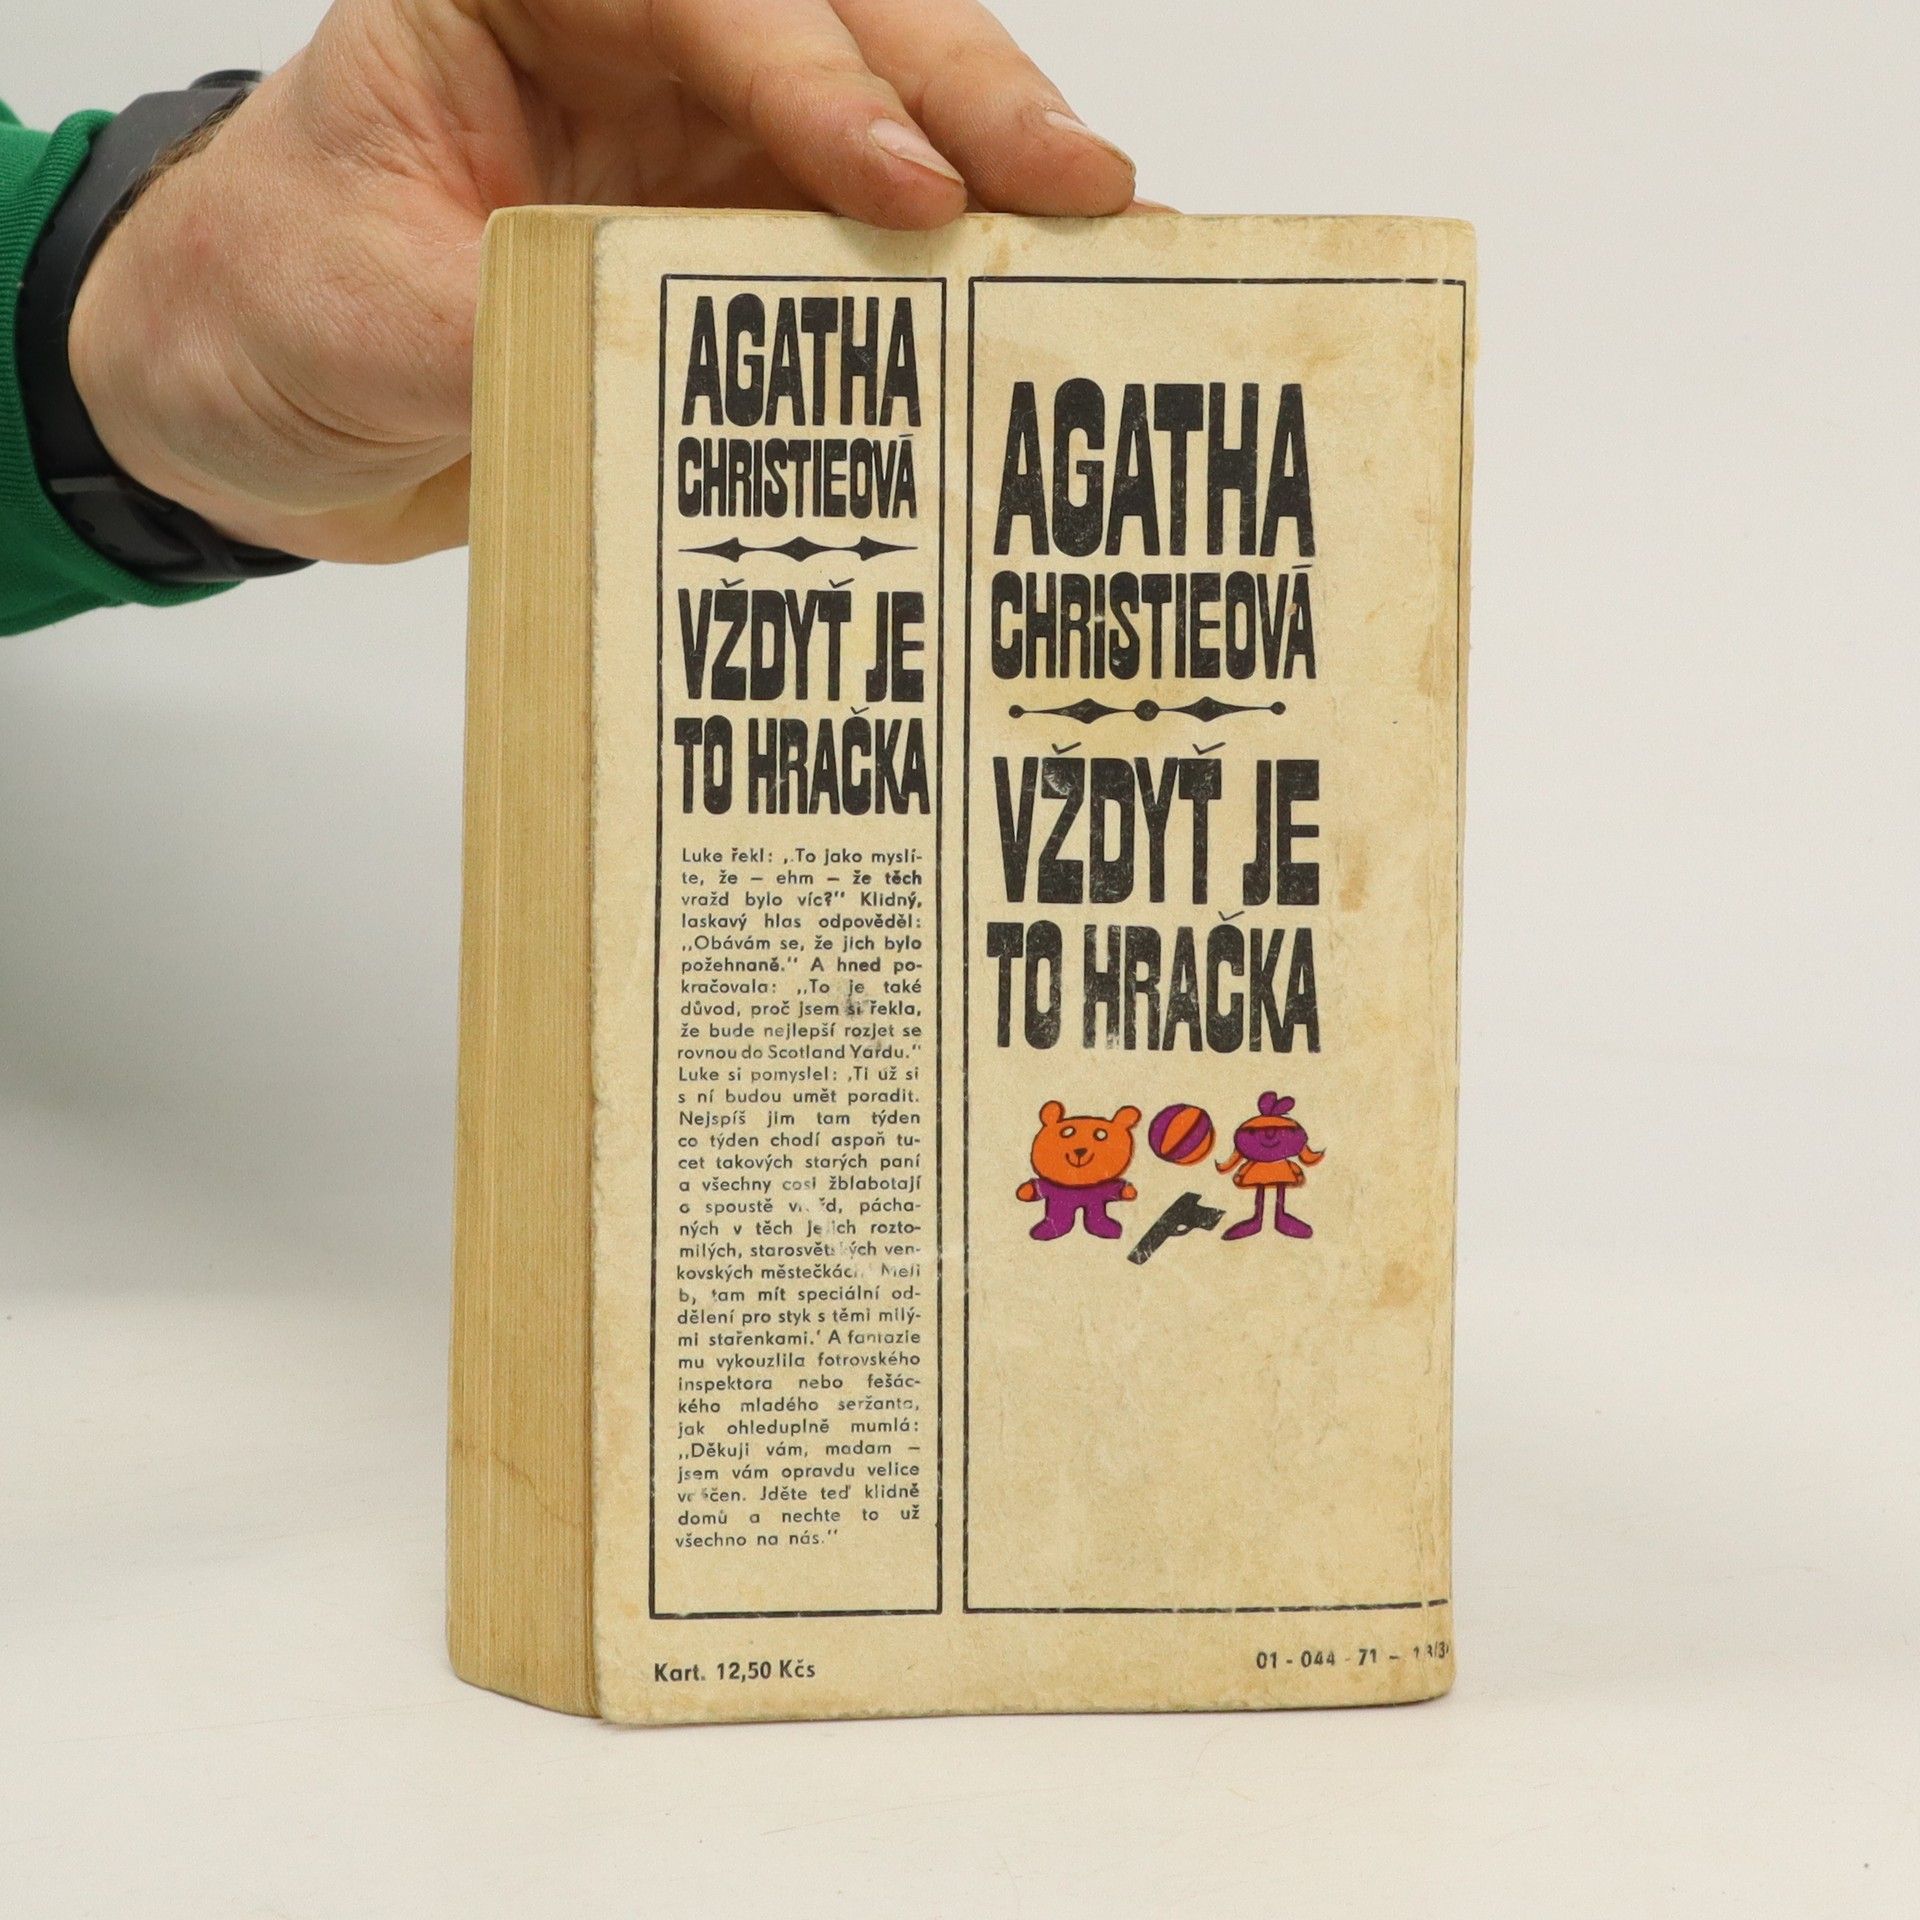 AGATHA
CHRISTIEOVÁ
VŽDYŤ JE
TO HRAČKA
Luke řekl: ,,To jako myslí-
te, že – ehm – že těch
vražd bylo víc?" Klidný,
laskavý hlas odpověděl:
,,Obávám se, že jich bylo
požehnaně." A hned po-
kračovala: ,,To je také
důvod, proč jsem si řekla,
že bude nejlepší rozjet se
rovnou do Scotland Yardu."
Luke si pomyslel: ,Ti už si
s ní budou umět poradit.
Nejspíš jim tam týden
co týden chodí aspoň tu-
cet takových starých paní
a všechny cosi žblabotají
o spoustě pácha-
ných v těch jejich rozto-
milých, starosvětských ven-
kovských městečkách. Měli
tam mít speciální od-
dělení pro styk s těmi milý-
mi stařenkami.' A fantazie
mu vykouzlila fotrovského
inspektora nebo fešác-
kého mladého seržanta,
jak ohleduplně mumlá:
,,Děkuji vám, madam –
jsem vám opravdu velice
Jděte teď klidně
domů a nechte to už
všechno na nás."
AGATHA
CHRISTIEOVÁ
VŽDYŤ JE
TO HRAČKA
Kart. 12,50 Kčs
01 - 044 - 71 –